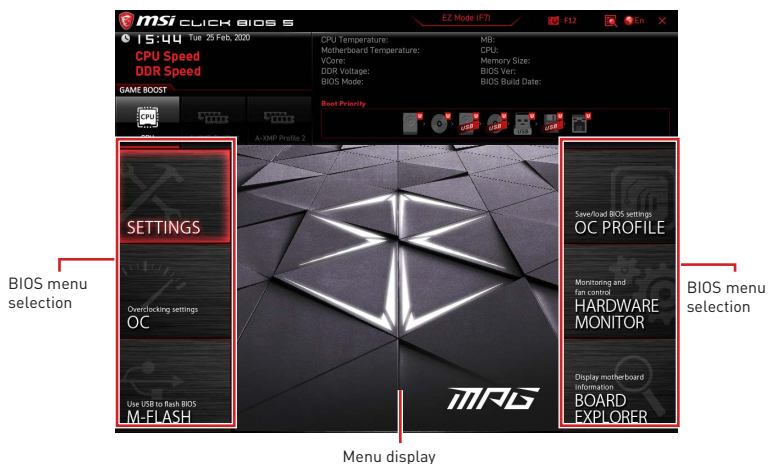 msi CLICK BIOS 5
EZ Mode (F7)
F12
En X
15:44 Tue 25 Feb, 2020
CPU Speed
DDR Speed
CPU Temperature:
Motherboard Temperature:
VCore:
DDR Voltage:
BIOS Mode:
MB:
CPU:
Memory Size:
BIOS Ver:
BIOS Build Date:
GAME BOOST
CPU
A-XMP Profile 2
Boot Priority
U U U U U U U
USB USB USB USB
SETTINGS
Overclocking settings
OC
Use USB to flash BIOS
M-FLASH
BIOS menu
selection
MPG
Save/load BIOS settings
OC PROFILE
Monitoring and
fan control
HARDWARE
MONITOR
Display motherboard
information
BOARD
EXPLORER
BIOS menu
selection
Menu display